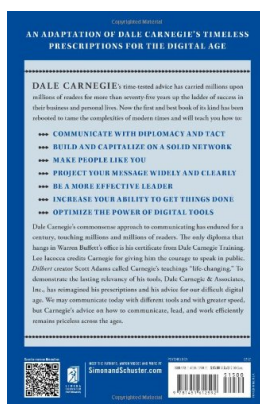 Copyrighted Material
AN ADAPTATION OF DALE CARNEGIE'S TIMELESS
PRESCRIPTIONS FOR THE DIGITAL AGE
DALE CARNEGIE's time-tested advice has carried millions upon
millions of readers for more than seventy-five years up the ladder of success in
their business and personal lives. Now the first and best book of its kind has been
rebooted to tame the complexities of modern times and will teach you how to:
COMMUNICATE WITH DIPLOMACY AND TACT
BUILD AND CAPITALIZE ON A SOLID NETWORK
MAKE PEOPLE LIKE YOU
PROJECT YOUR MESSAGE WIDELY AND CLEARLY
BE A MORE EFFECTIVE LEADER
INCREASE YOUR ABILITY TO GET THINGS DONE
OPTIMIZE THE POWER OF DIGITAL TOOLS
Dale Carnegie's commonsense approach to communicating has endured for a
century, touching millions and millions of readers. The only diploma that
hangs in Warren Buffett's office is his certificate from Dale Carnegie Training.
Lee Iacocca credits Carnegie for giving him the courage to speak in public.
Dilbert creator Scott Adams called Carnegie's teachings "life-changing." To
demonstrate the lasting relevancy of his tools, Dale Carnegie & Associates,
Inc., has reimagined his prescriptions and his advice for our difficult digital
age. We may communicate today with different tools and with greater speed,
but Carnegie's advice on how to communicate, lead, and work efficiently
remains priceless across the ages.
SimonandSchuster.com
Copyrighted Material